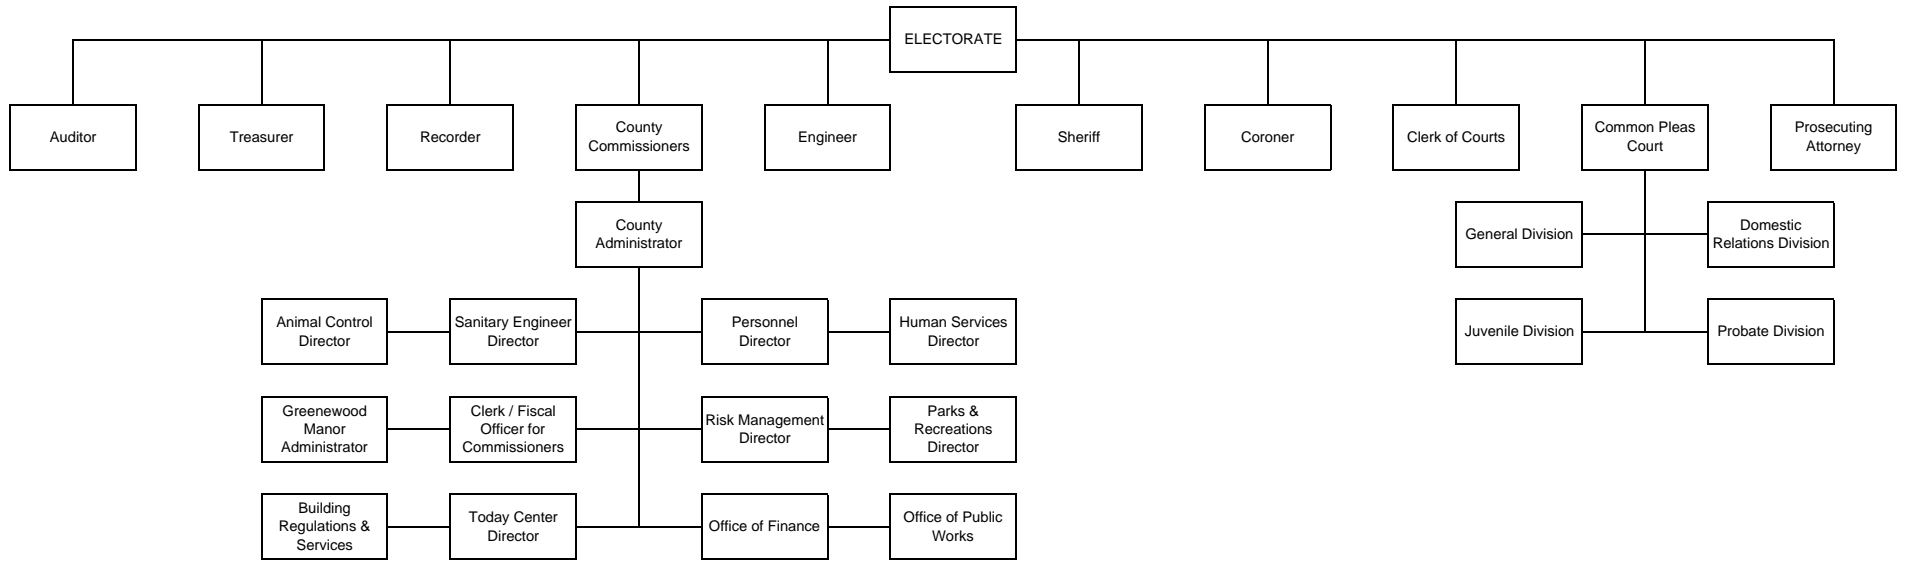 ELECTORATE
Auditor
Treasurer
Recorder
County
Commissioners
Engineer
Sheriff
Coroner
Clerk of Courts
Common Pleas
Court
Prosecuting
Attorney
County
Administrator
General Division
Domestic
Relations Division
Animal Control
Director
Sanitary Engineer
Director
Personnel
Director
Human Services
Director
Juvenile Division
Probate Division
Greenewood
Manor
Administrator
Clerk / Fiscal
Officer for
Commissioners
Risk Management
Director
Parks &
Recreations
Director
Building
Regulations &
Services
Today Center
Director
Office of Finance
Office of Public
Works